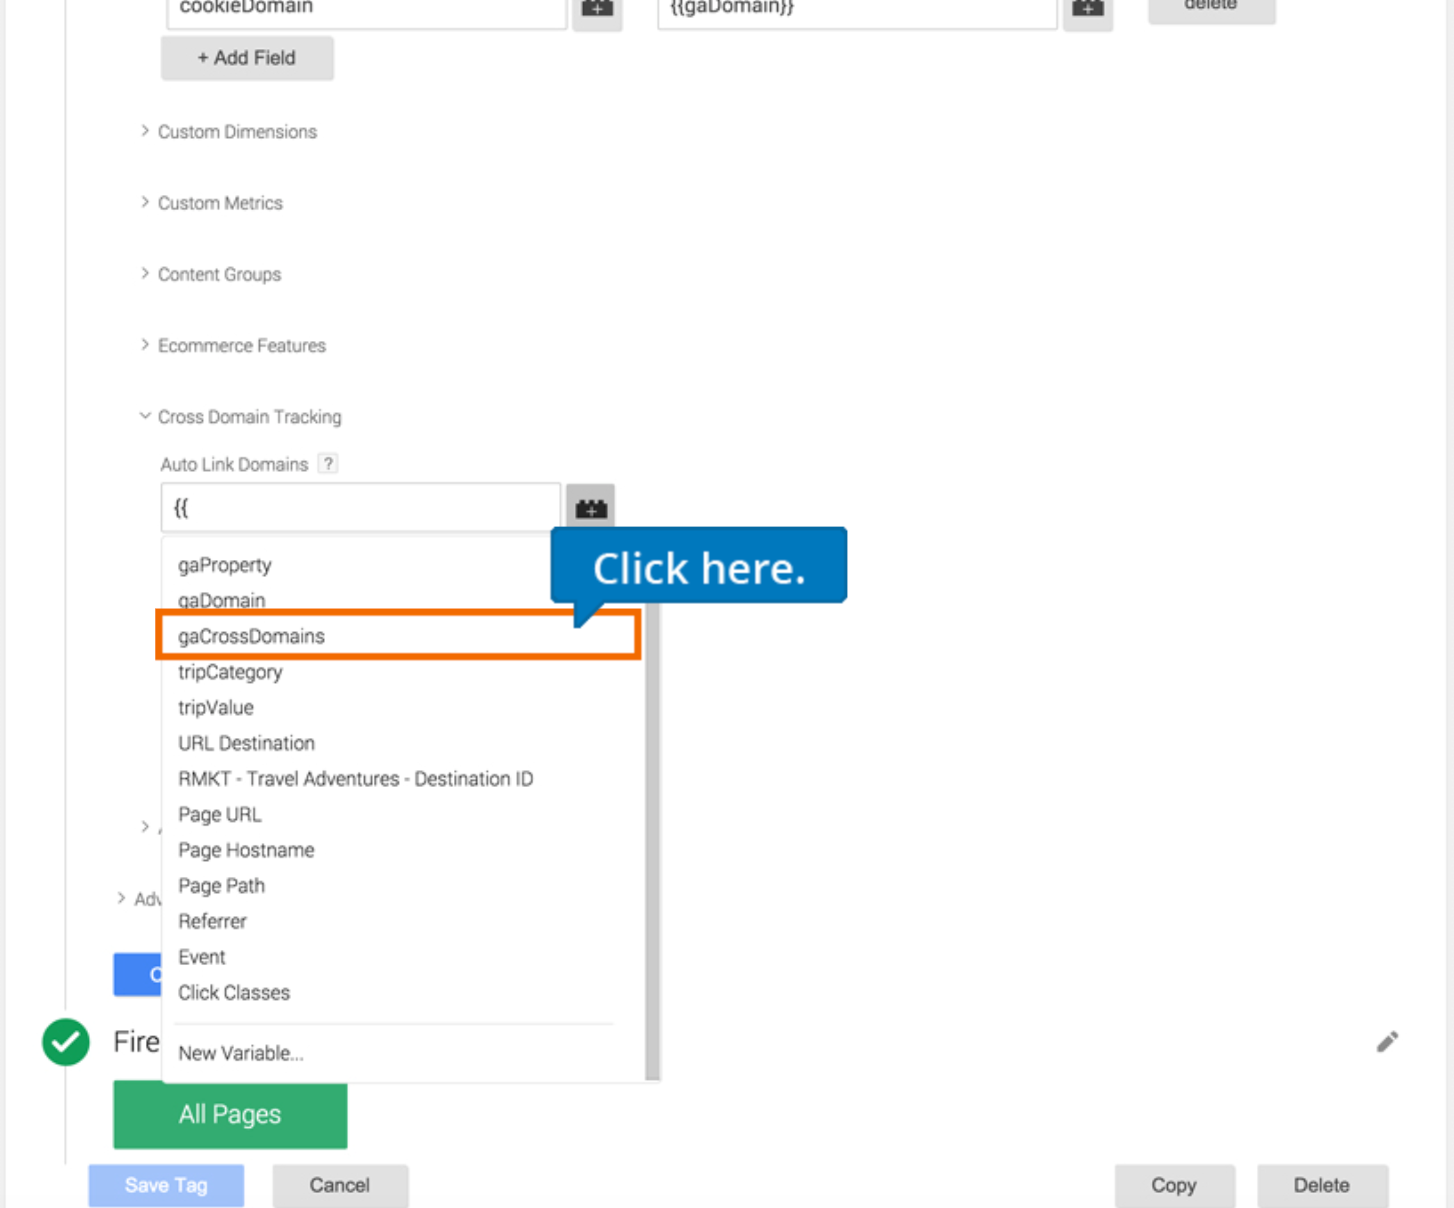 cookieDomain
{{gaDomain}}
delete
+ Add Field
Custom Dimensions
Custom Metrics
Content Groups
Ecommerce Features
Cross Domain Tracking
Auto Link Domains ?
{{
Click here.
gaProperty
gaDomain
gaCrossDomains
tripCategory
tripValue
URL Destination
RMKT - Travel Adventures - Destination ID
Page URL
Page Hostname
Page Path
Adv
Referrer
Event
Click Classes
Fire
New Variable...
All Pages
Save Tag
Cancel
Copy
Delete